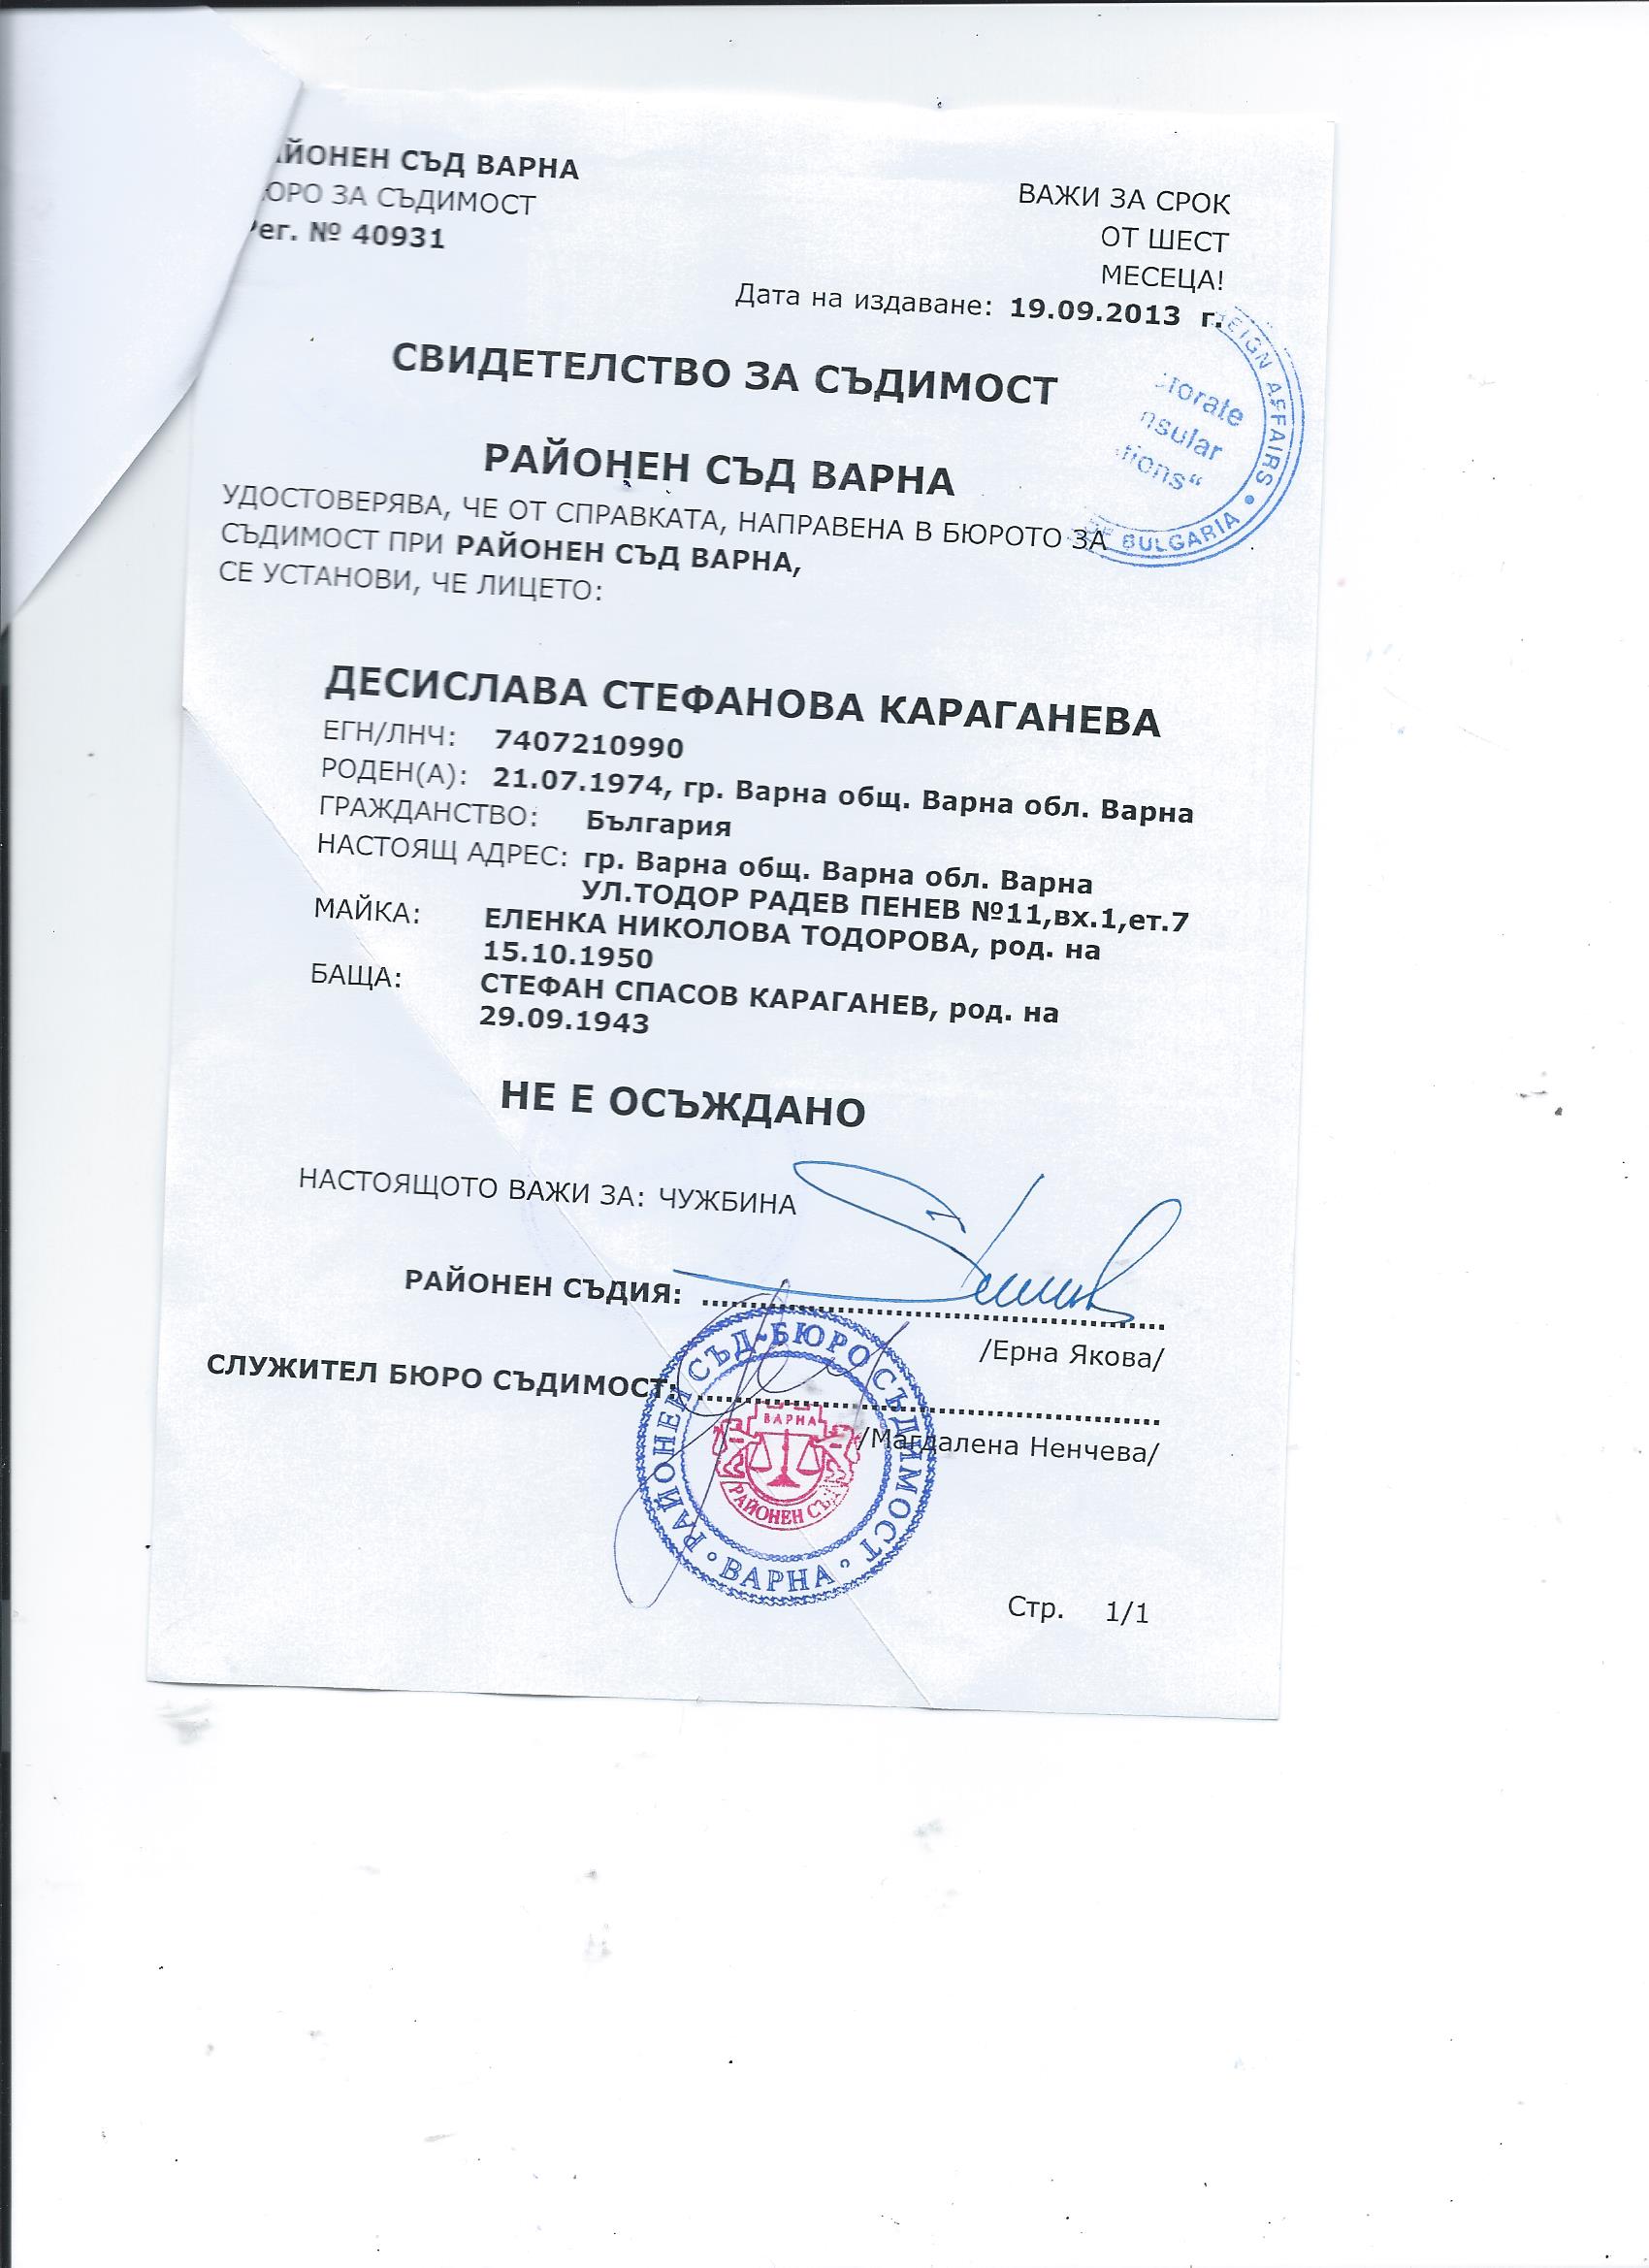 ЙОНЕН СЪД ВАРНА
ЮРО ЗА СЪДИМОСТ
Рег. № 40931
ВАЖИ ЗА СРОК
ОТ ШЕСТ
МЕСЕЦА!
Дата на издаване: 19.09.2013 г.
EIGN AFFAIRS • BULGARIA
torate
nsular
tions“
СВИДЕТЕЛСТВО ЗА СЪДИМОСТ
РАЙОНЕН СЪД ВАРНА
УДОСТОВЕРЯВА, ЧЕ ОТ СПРАВКАТА, НАПРАВЕНА В БЮРОТО ЗА
СЪДИМОСТ ПРИ РАЙОНЕН СЪД ВАРНА,
СЕ УСТАНОВИ, ЧЕ ЛИЦЕТО:
ДЕСИСЛАВА СТЕФАНОВА КАРАГАНЕВА
ЕГН/ЛНЧ: 7407210990
РОДЕН(А): 21.07.1974, гр. Варна общ. Варна обл. Варна
ГРАЖДАНСТВО: България
НАСТОЯЩ АДРЕС: гр. Варна общ. Варна обл. Варна
УЛ.ТОДОР РАДЕВ ПЕНЕВ №11,вх.1,ет.7
МАЙКА: ЕЛЕНКА НИКОЛОВА ТОДОРОВА, род. на
15.10.1950
БАЩА: СТЕФАН СПАСОВ КАРАГАНЕВ, род. на
29.09.1943
НЕ Е ОСЪЖДАНО
НАСТОЯЩОТО ВАЖИ ЗА: ЧУЖБИНА
РАЙОНЕН СЪДИЯ:
/Ерна Якова/
СЛУЖИТЕЛ БЮРО СЪДИМОСТ:
/Магдалена Ненчева/
РАЙОНЕН СЪД-БЮРО СЪДИМОСТ • ВАРНА •
ВАРНА
РАЙОНЕН СЪД
Стр. 1/1